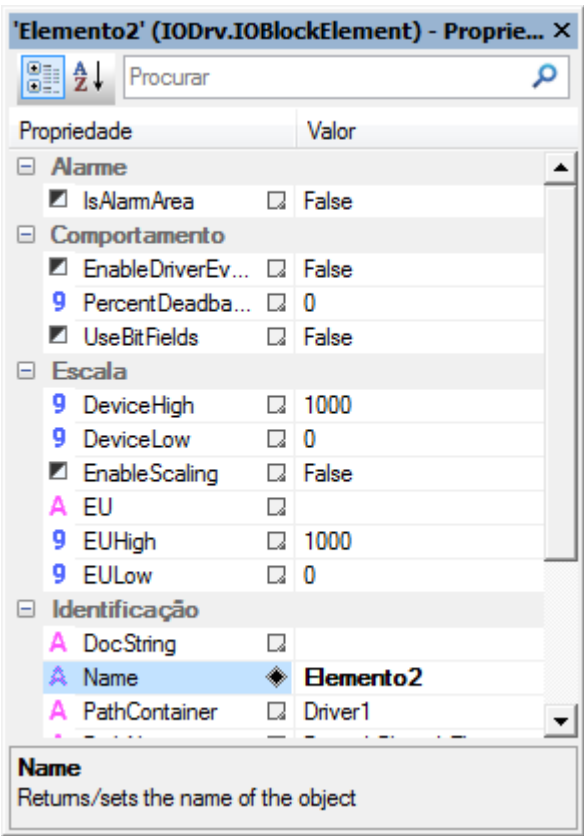 'Elemento2' (IODrv.IOBlockElement) - Proprie...
Procurar
Propriedade Valor
Alarme
IsAlarmArea False
Comportamento
EnableDriverEv... False
PercentDeadba... 0
UseBitFields False
Escala
DeviceHigh 1000
DeviceLow 0
EnableScaling False
EU
EUHigh 1000
EULow 0
Identificação
DocString
Name Elemento2
PathContainer Driver1
Name
Returns/sets the name of the object